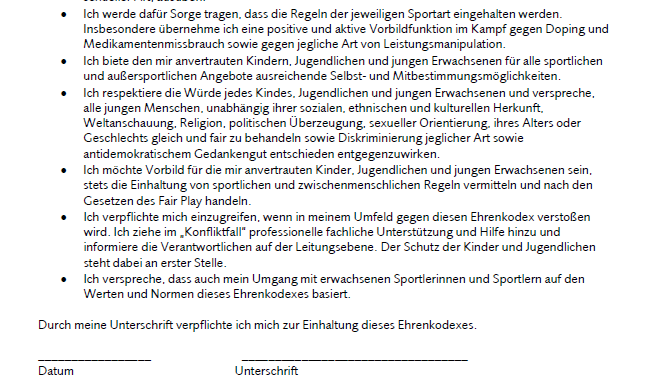 • Ich werde dafür Sorge tragen, dass die Regeln der jeweiligen Sportart eingehalten werden.
Insbesondere übernehme ich eine positive und aktive Vorbildfunktion im Kampf gegen Doping und
Medikamentenmissbrauch sowie gegen jegliche Art von Leistungsmanipulation.
• Ich biete den mir anvertrauten Kindern, Jugendlichen und jungen Erwachsenen für alle sportlichen
und außersportlichen Angebote ausreichende Selbst- und Mitbestimmungsmöglichkeiten.
• Ich respektiere die Würde jedes Kindes, Jugendlichen und jungen Erwachsenen und verspreche,
alle jungen Menschen, unabhängig ihrer sozialen, ethnischen und kulturellen Herkunft,
Weltanschauung, Religion, politischen Überzeugung, sexueller Orientierung, ihres Alters oder
Geschlechts gleich und fair zu behandeln sowie Diskriminierung jeglicher Art sowie
antidemokratischem Gedankengut entschieden entgegenzuwirken.
• Ich möchte Vorbild für die mir anvertrauten Kinder, Jugendlichen und jungen Erwachsenen sein,
stets die Einhaltung von sportlichen und zwischenmenschlichen Regeln vermitteln und nach den
Gesetzen des Fair Play handeln.
• Ich verpflichte mich einzugreifen, wenn in meinem Umfeld gegen diesen Ehrenkodex verstoßen
wird. Ich ziehe im „Konfliktfall“ professionelle fachliche Unterstützung und Hilfe hinzu und
informiere die Verantwortlichen auf der Leitungsebene. Der Schutz der Kinder und Jugendlichen
steht dabei an erster Stelle.
• Ich verspreche, dass auch mein Umgang mit erwachsenen Sportlerinnen und Sportlern auf den
Werten und Normen dieses Ehrenkodexes basiert.
Durch meine Unterschrift verpflichte ich mich zur Einhaltung dieses Ehrenkodexes.
Datum Unterschrift